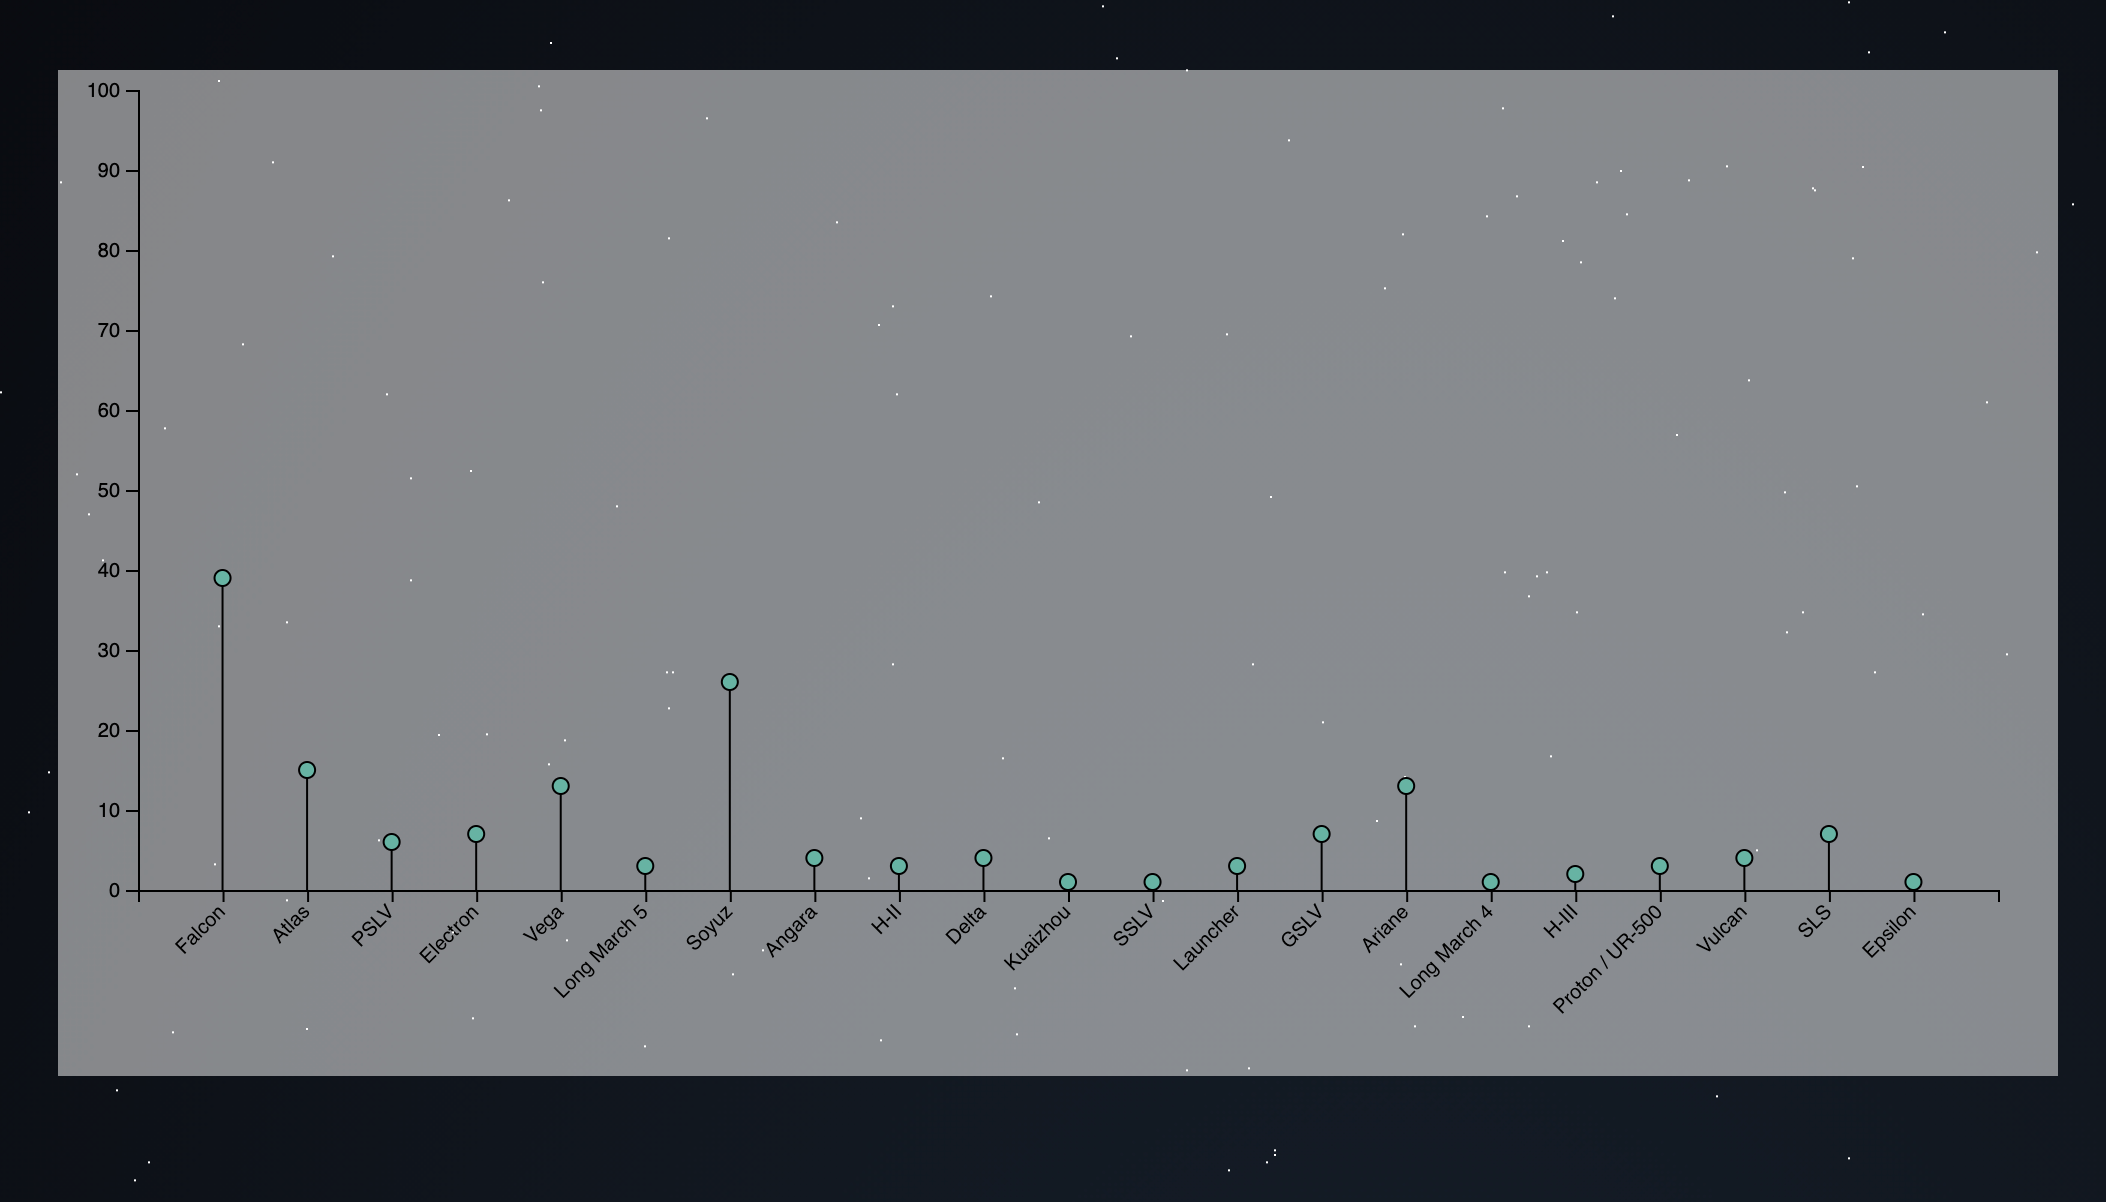 100
90
80
70
60
50
40
30
20
10
0
Falcon
Atlas
PSLV
Electron
Vega
Long March 5
Soyuz
Angara
H-II
Delta
Kuaizhou
SSLV
Launcher
GSLV
Ariane
Long March 4
H-III
Proton / UR-500
Vulcan
SLS
Epsilon